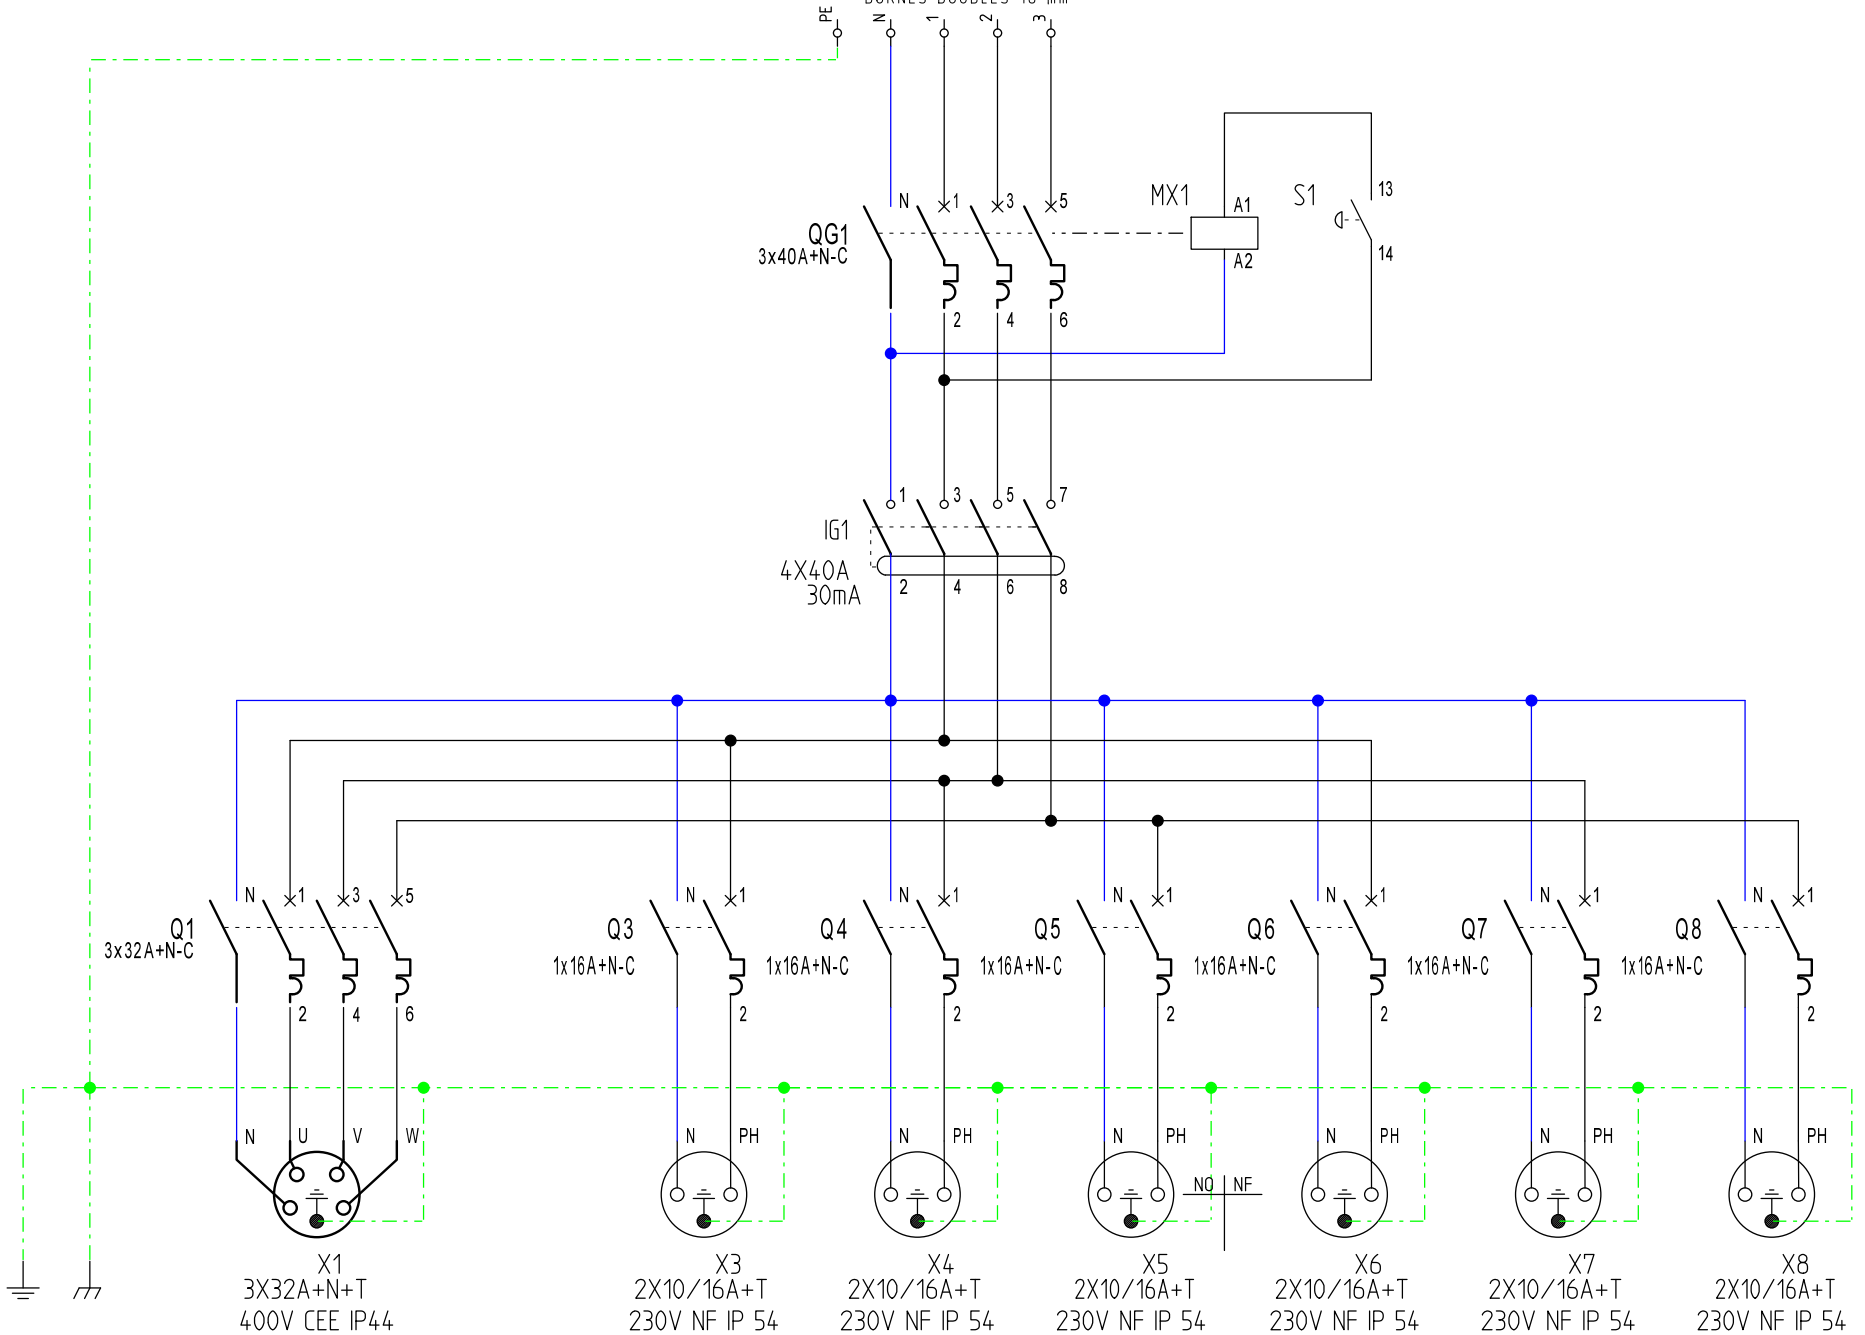 BORNES DOUBLES 16 mm
PE N 1 2 3
MX1 A1 S1 13
N 1 3 5
QG1
3x40A+N-C
A2 14
2 4 6
1 3 5 7
IG1
4X40A
30mA
2 4 6 8
N 1 3 5 N 1 N 1 N 1 N 1 N 1 N 1
Q1 Q3 Q4 Q5 Q6 Q7 Q8
3x32A+N-C 1x16A+N-C 1x16A+N-C 1x16A+N-C 1x16A+N-C 1x16A+N-C 1x16A+N-C
2 4 6 2 2 2 2 2 2
N U V W N PH N PH N PH N PH N PH N PH
NO NF
X1 X3 X4 X5 X6 X7 X8
3X32A+N+T 2X10/16A+T 2X10/16A+T 2X10/16A+T 2X10/16A+T 2X10/16A+T 2X10/16A+T
400V CEE IP44 230V NF IP 54 230V NF IP 54 230V NF IP 54 230V NF IP 54 230V NF IP 54 230V NF IP 54